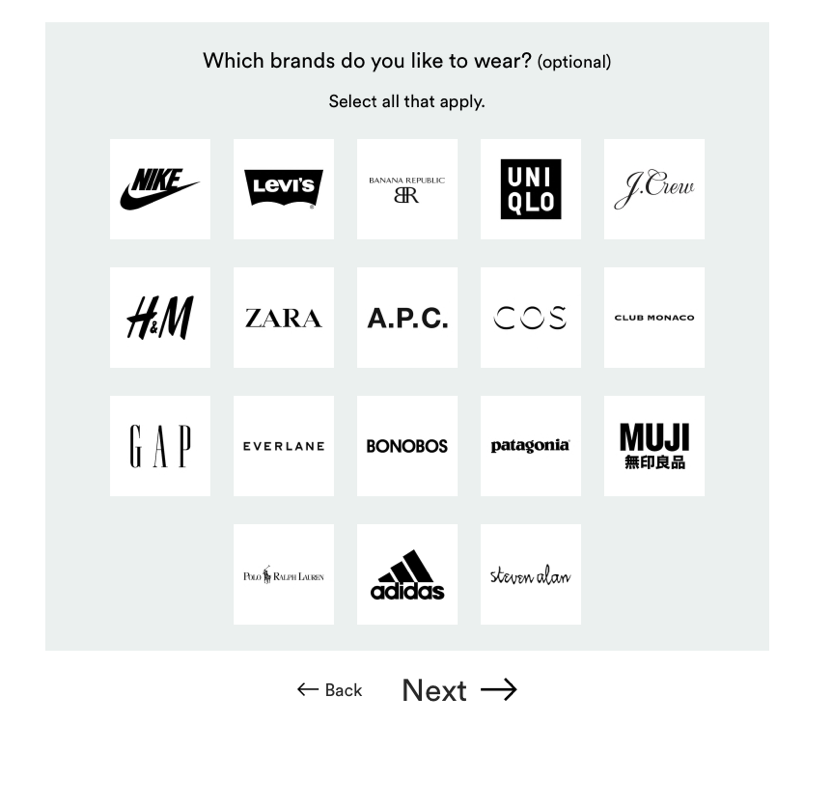 Which brands do you like to wear? (optional)
Select all that apply.
NIKE
LEVI'S
BANANA REPUBLIC
BR
UNI
QLO
J.Crew
H&M
ZARA
A.P.C.
COS
CLUB MONACO
GAP
EVERLANE
BONOBOS
patagonia
MUJI
無印良品
POLO RALPH LAUREN
adidas
steven alan
← Back
Next →